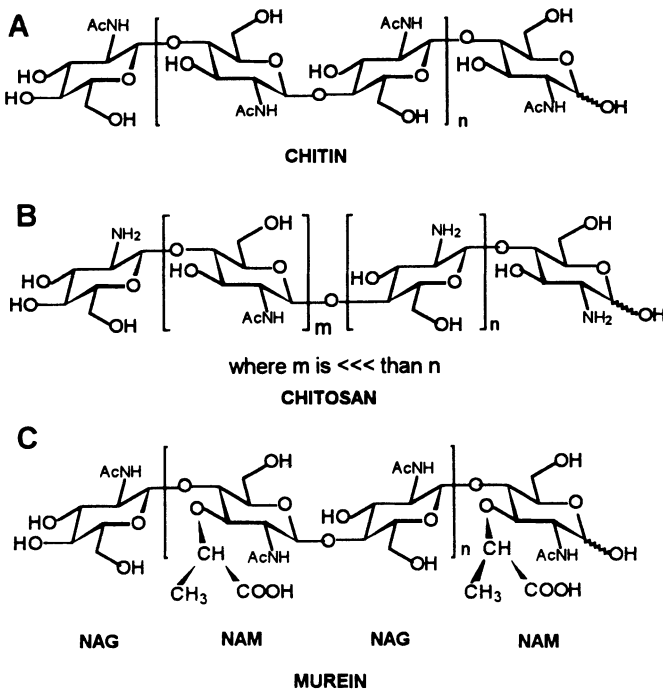 A
AcNH O OH AcNH O OH
HO O HO O HO O HO O
HO OH AcNH O OH n AcNH OH
CHITIN
B
NH2 O OH NH2 O OH
HO O HO O HO O HO O
HO OH AcNH m O OH n NH2 OH
where m is <<< than n
CHITOSAN
C
AcNH O OH AcNH O OH
HO O O O HO O O O
HO OH CH AcNH O OH n CH AcNH OH
CH3 COOH CH3 COOH
NAG NAM NAG NAM
MUREIN